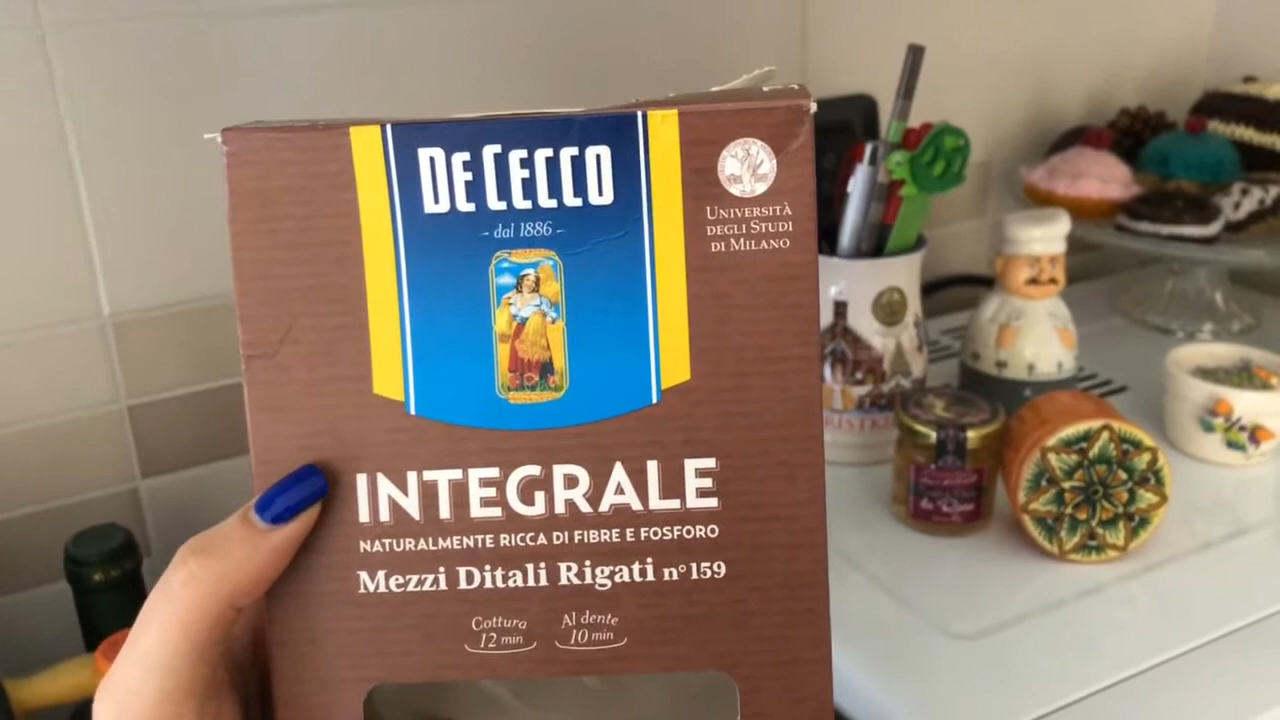 DE CECCO
dal 1886
UNIVERSITÀ
DEGLI STUDI
DI MILANO
INTEGRALE
NATURALMENTE RICCA DI FIBRE E FOSFORO
Mezzi Ditali Rigati n°159
Cottura
12 min
Al dente
10 min